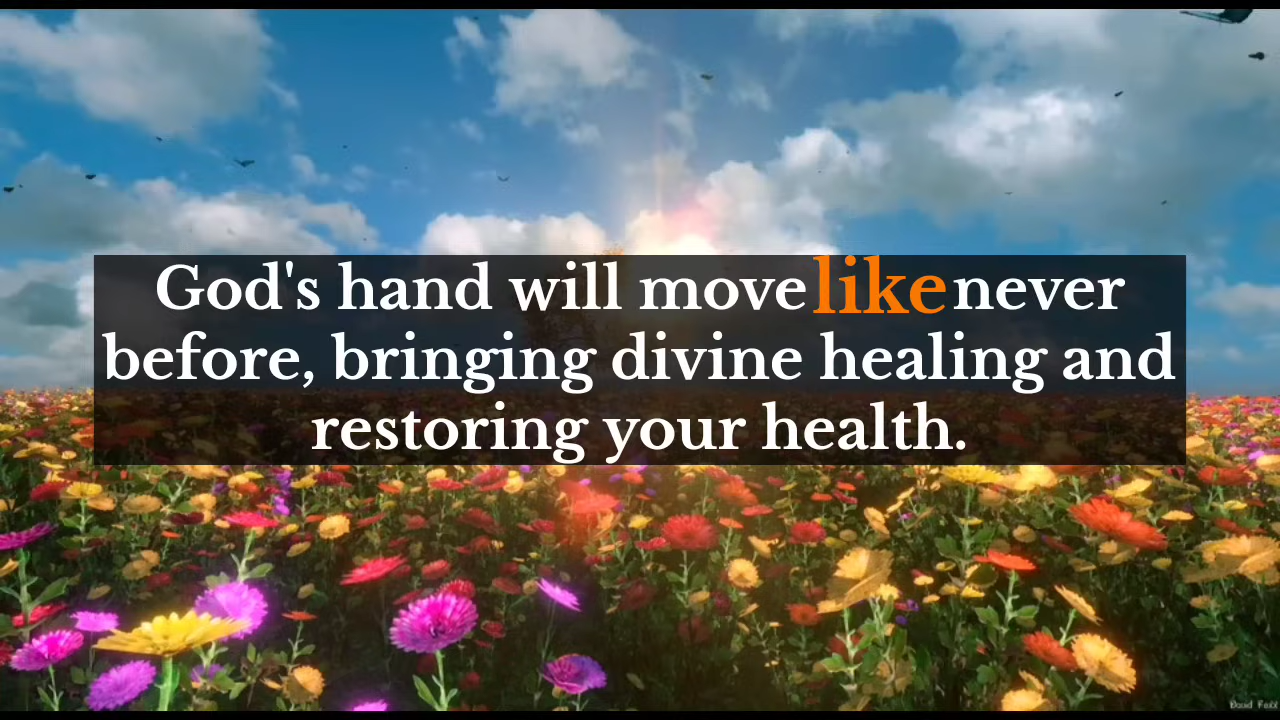 God's hand will move like never
before, bringing divine healing and
restoring your health.